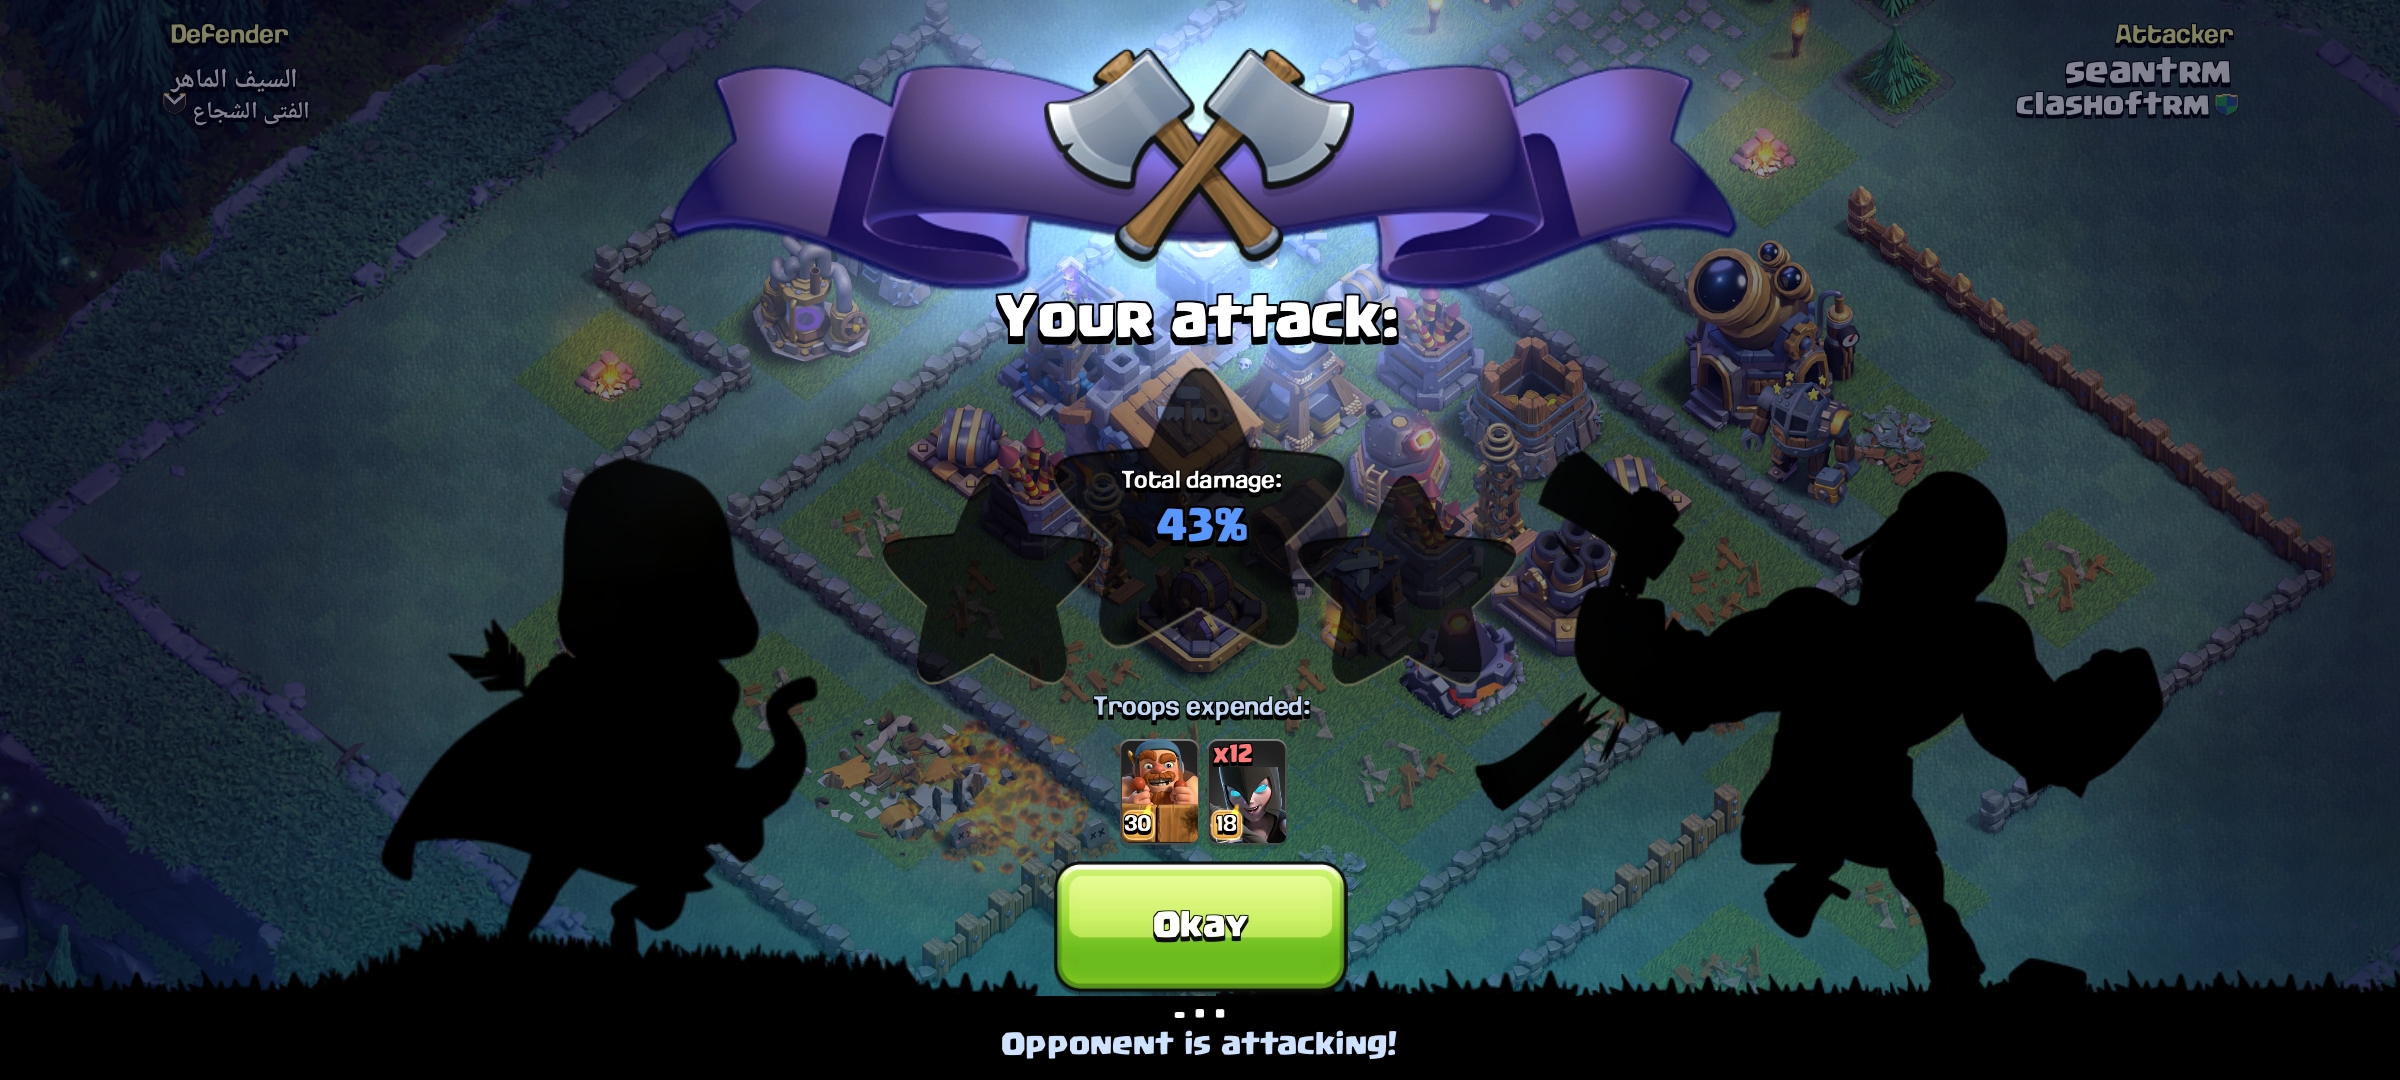 Defender
السيف الماهر
الفتى الشجاع
Attacker
seantrm
clashoftrm
Your attack:
Total damage:
43%
Troops expended:
30
x12
18
Okay
Opponent is attacking!